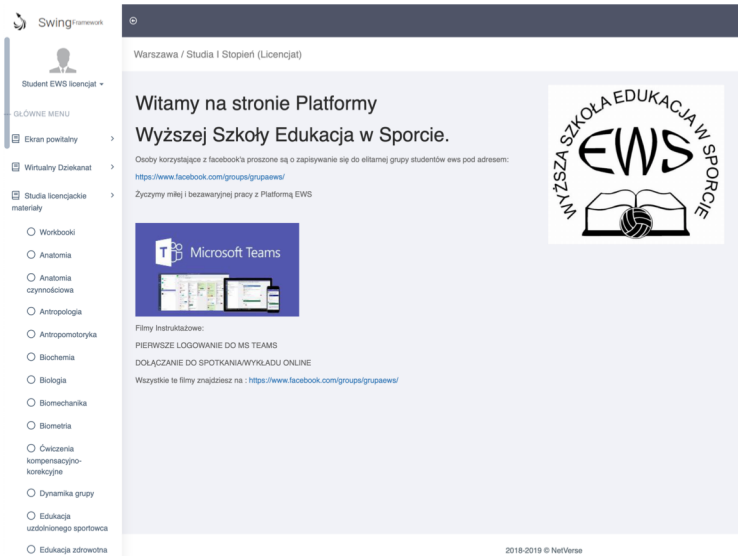 SwingFramework
Student EWS licencjat
GŁÓWNE MENU
Ekran powitalny
Wirtualny Dziekanat
Studia licencjackie
materiały
Workbooki
Anatomia
Anatomia
czynnościowa
Antropologia
Antropomotoryka
Biochemia
Biologia
Biomechanika
Biometria
Ćwiczenia
kompensacyjno-
korekcyjne
Dynamika grupy
Edukacja
uzdolnionego sportowca
Edukacja zdrowotna
Warszawa / Studia I Stopień (Licencjat)
Witamy na stronie Platformy
Wyższej Szkoły Edukacja w Sporcie.
Osoby korzystające z facebook'a proszone są o zapisywanie się do elitarnej grupy studentów ews pod adresem:
https://www.facebook.com/groups/grupaews/
Życzymy miłej i bezawaryjnej pracy z Platformą EWS
T Microsoft Teams
Filmy Instruktażowe:
PIERWSZE LOGOWANIE DO MS TEAMS
DOŁĄCZANIE DO SPOTKANIA/WYKŁADU ONLINE
Wszystkie te filmy znajdziesz na : https://www.facebook.com/groups/grupaews/
WYŻSZA SZKOŁA EDUKACJA W SPORCIE
EWS
2018-2019 © NetVerse